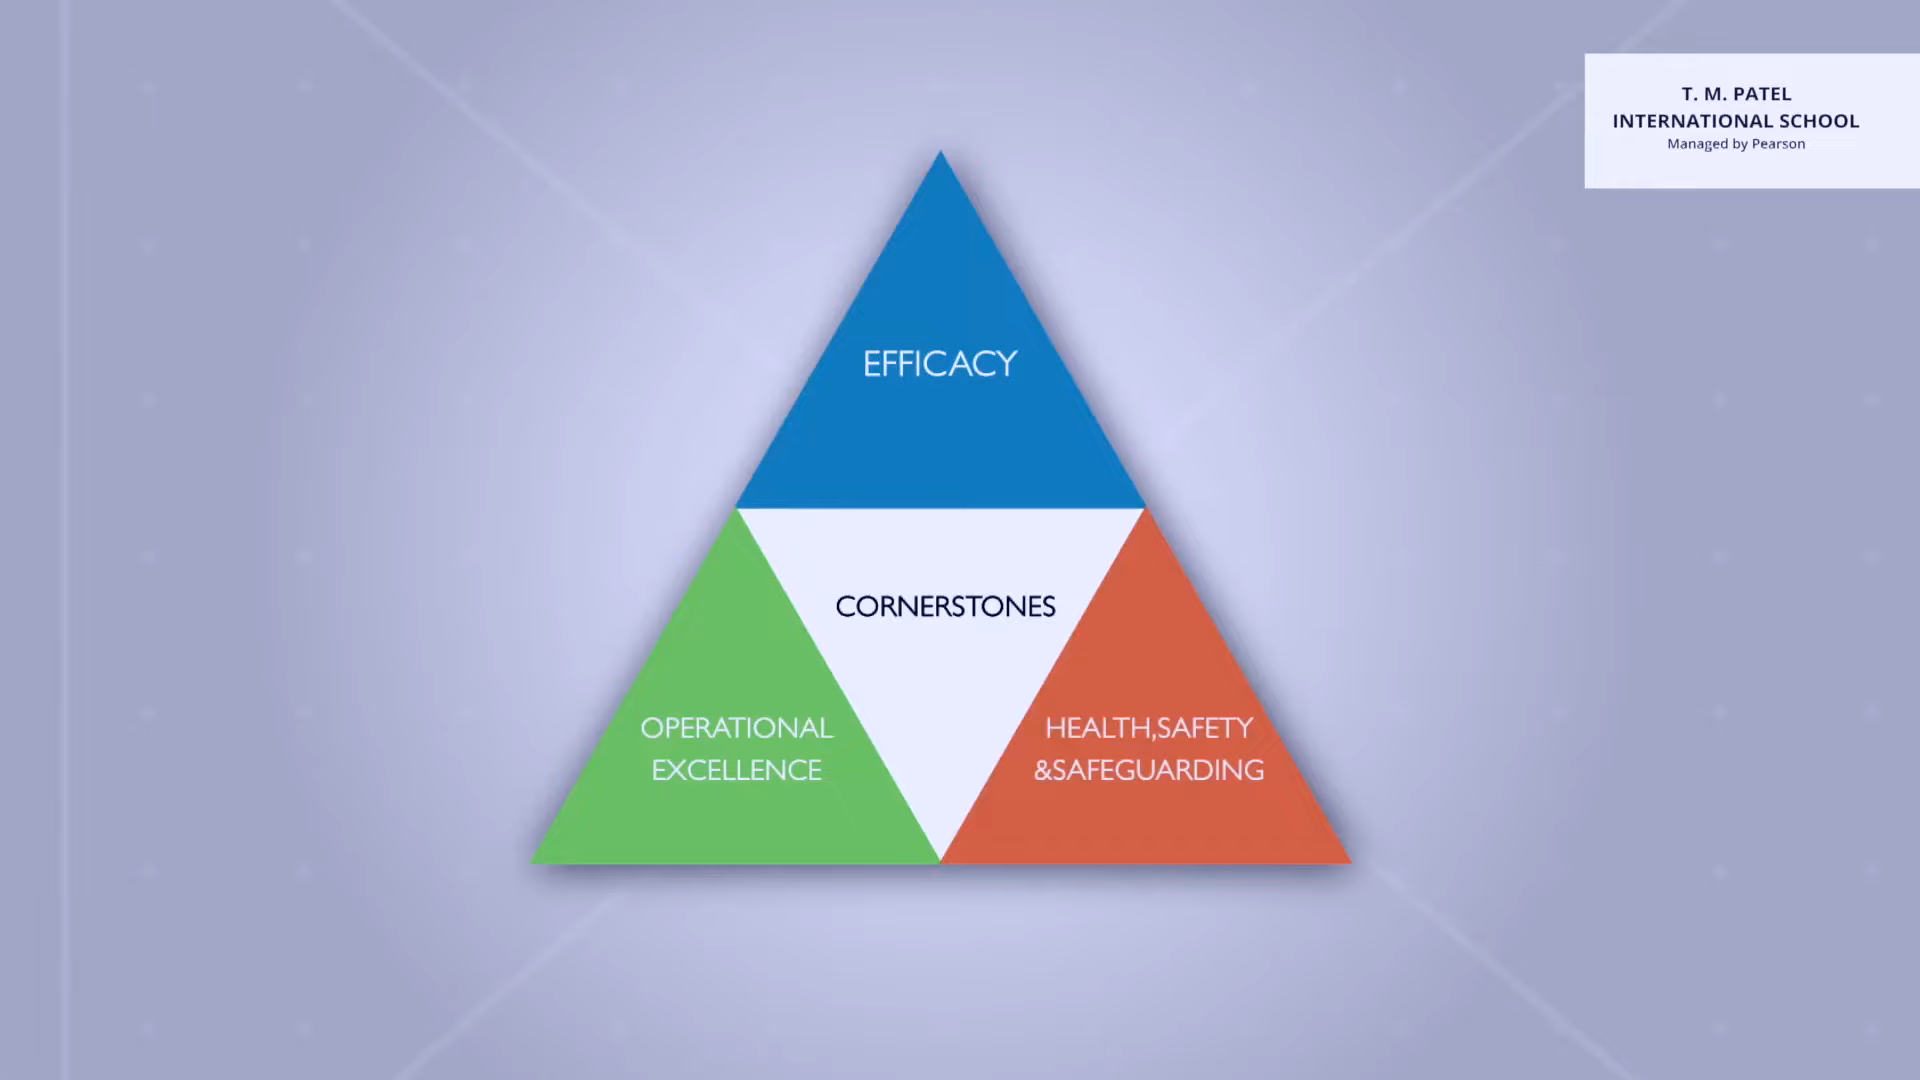 T. M. PATEL
INTERNATIONAL SCHOOL
Managed by Pearson
EFFICACY
CORNERSTONES
OPERATIONAL
EXCELLENCE
HEALTH,SAFETY
&SAFEGUARDING